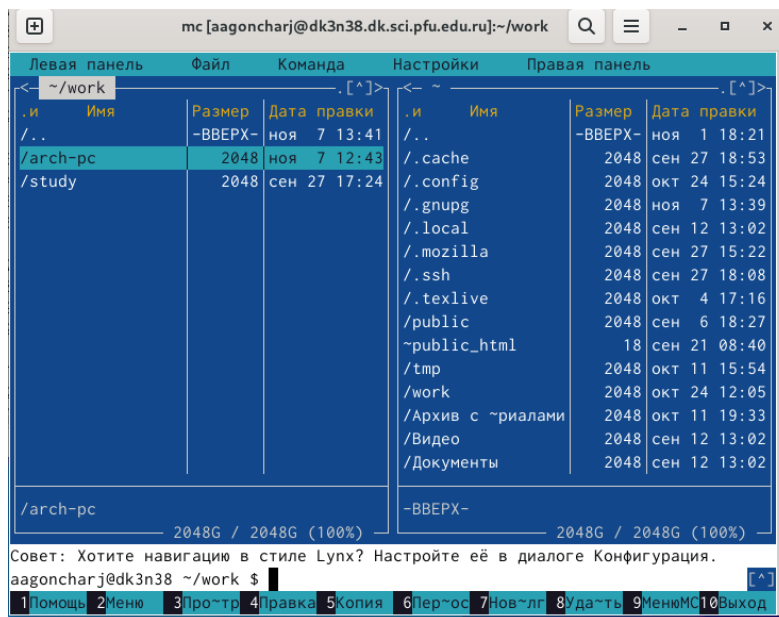 mc [aagoncharj@dk3n38.dk.sci.pfu.edu.ru]:~/work
Левая панель Файл Команда Настройки Правая панель
<— ~/work .[^]>
.и Имя Размер Дата правки
/.. -ВВЕРХ- ноя 7 13:41
/arch-pc 2048 ноя 7 12:43
/study 2048 сен 27 17:24
/arch-pc
2048G / 2048G (100%)
<— ~ .[^]>
.и Имя Размер Дата правки
/.. -ВВЕРХ- ноя 1 18:21
/.cache 2048 сен 27 18:53
/.config 2048 окт 24 15:24
/.gnupg 2048 ноя 7 13:39
/.local 2048 сен 12 13:02
/.mozilla 2048 сен 27 15:22
/.ssh 2048 сен 27 18:08
/.texlive 2048 окт 4 17:16
/public 2048 сен 6 18:27
~public_html 18 сен 21 08:40
/tmp 2048 окт 11 15:54
/work 2048 окт 24 12:05
/Архив с ~риалами 2048 окт 11 19:33
/Видео 2048 сен 12 13:02
/Документы 2048 сен 12 13:02
-ВВЕРХ-
2048G / 2048G (100%)
Совет: Хотите навигацию в стиле Lynx? Настройте её в диалоге Конфигурация.
aagoncharj@dk3n38 ~/work $ [^]
1Помощь 2Меню 3Про~тр 4Правка 5Копия 6Пер~ос 7Нов~лг 8Уда~ть 9МенюMC 10Выход